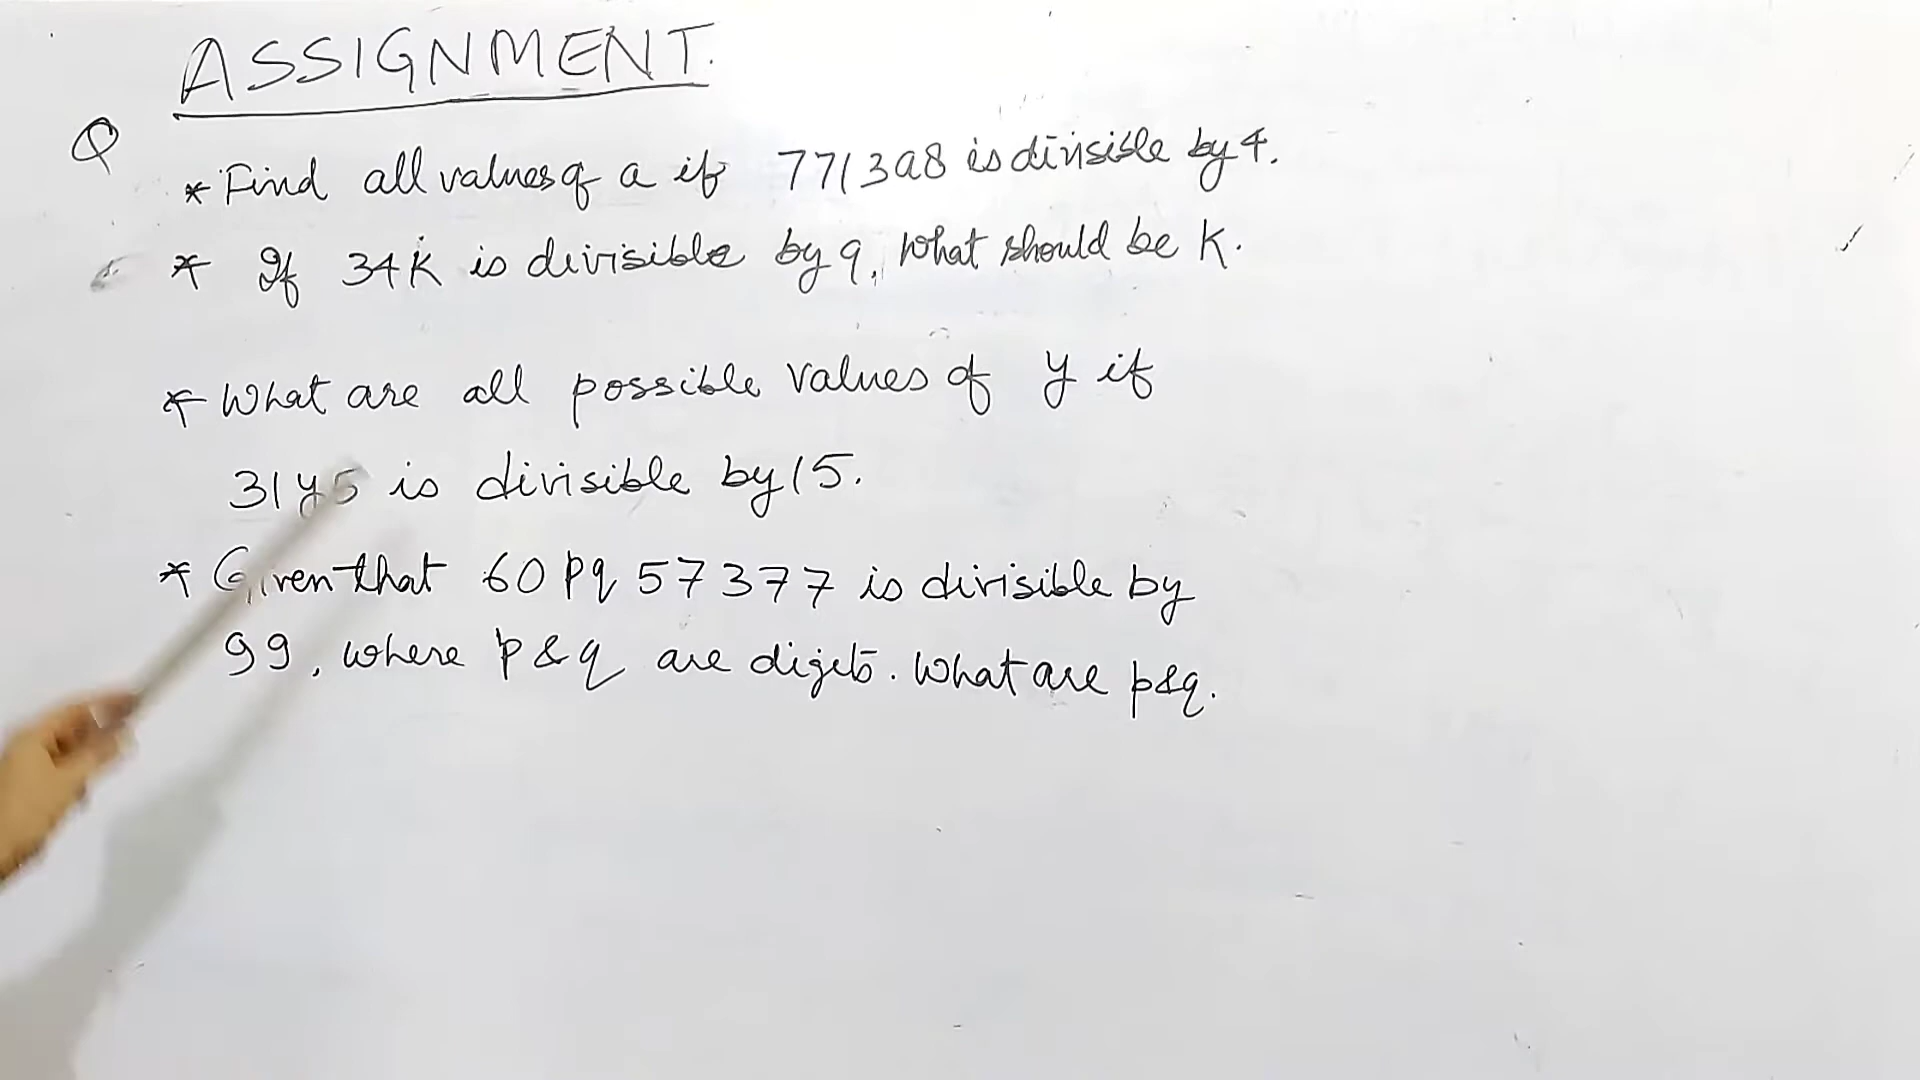 ASSIGNMENT.
Q
* Find all values of a if 7713a8 is divisible by 4.
* If 34K is divisible by 9, What should be K.
* What are all possible values of y if
31y5 is divisible by 15.
* Given that 60pq57377 is divisible by
99, where p & q are digits. What are p&q.